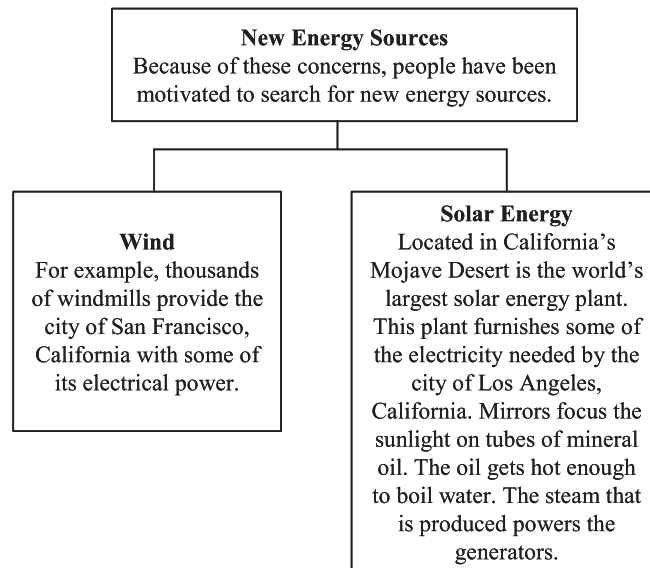 New Energy Sources
Because of these concerns, people have been
motivated to search for new energy sources.
Wind
For example, thousands
of windmills provide the
city of San Francisco,
California with some of
its electrical power.
Solar Energy
Located in California’s
Mojave Desert is the world’s
largest solar energy plant.
This plant furnishes some of
the electricity needed by the
city of Los Angeles,
California. Mirrors focus the
sunlight on tubes of mineral
oil. The oil gets hot enough
to boil water. The steam that
is produced powers the
generators.